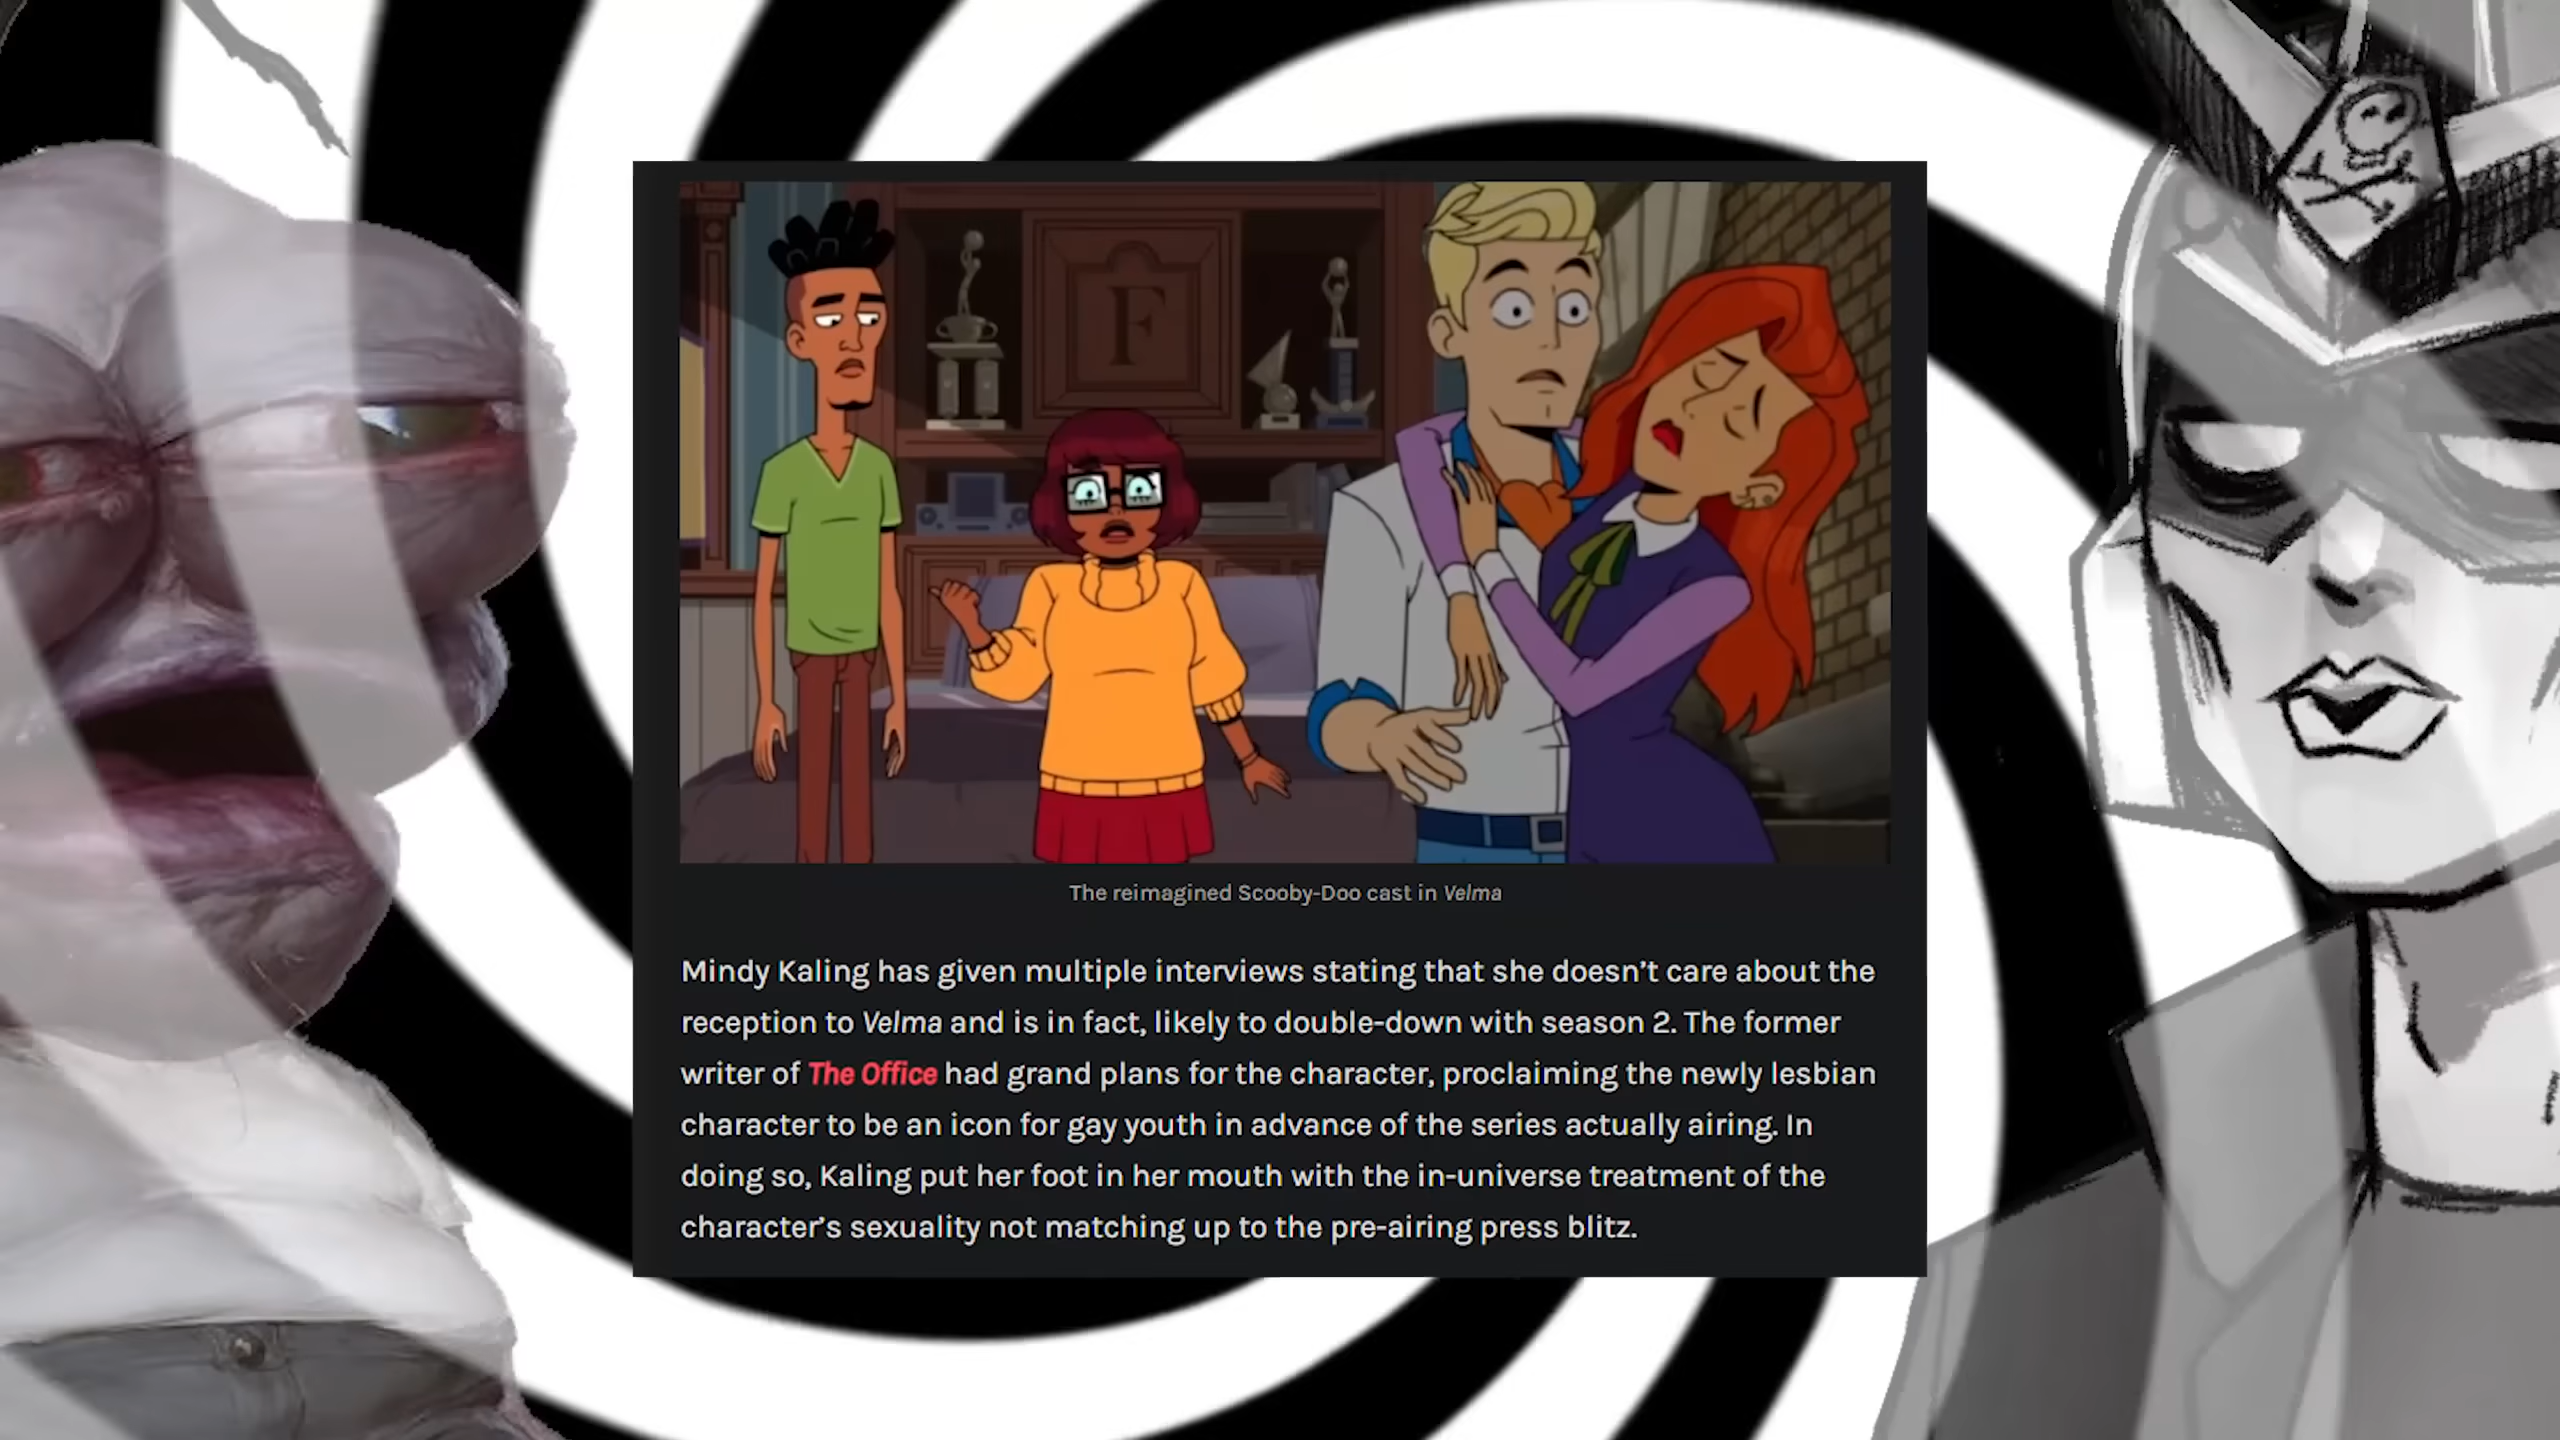 F
The reimagined Scooby-Doo cast in Velma
Mindy Kaling has given multiple interviews stating that she doesn’t care about the
reception to Velma and is in fact, likely to double-down with season 2. The former
writer of The Office had grand plans for the character, proclaiming the newly lesbian
character to be an icon for gay youth in advance of the series actually airing. In
doing so, Kaling put her foot in her mouth with the in-universe treatment of the
character’s sexuality not matching up to the pre-airing press blitz.